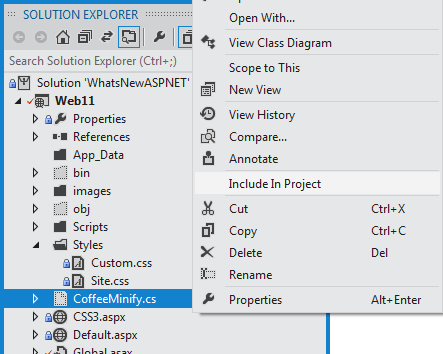 SOLUTION EXPLORER
Search Solution Explorer (Ctrl+;)
Solution 'WhatsNewASPNET'
Web11
Properties
References
App_Data
bin
images
obj
Scripts
Styles
Custom.css
Site.css
CoffeeMinify.cs
CSS3.aspx
Default.aspx
Global.asax
Open With...
View Class Diagram
Scope to This
New View
View History
Compare...
Annotate
Include In Project
Cut Ctrl+X
Copy Ctrl+C
Delete Del
Rename
Properties Alt+Enter